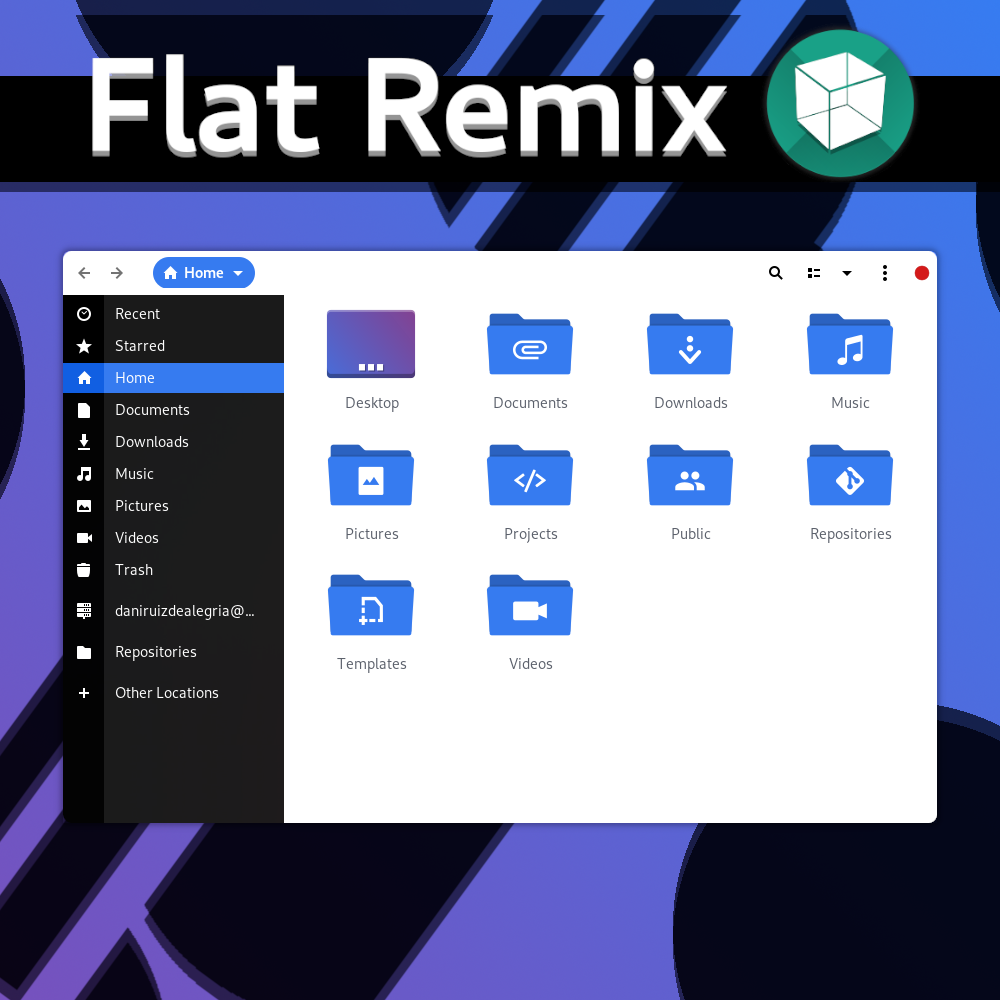 Flat Remix
Home
Recent
Starred
Home
Documents
Downloads
Music
Pictures
Videos
Trash
daniruizdealegria@...
Repositories
Other Locations
Desktop Documents Downloads Music
Pictures Projects Public Repositories
Templates Videos